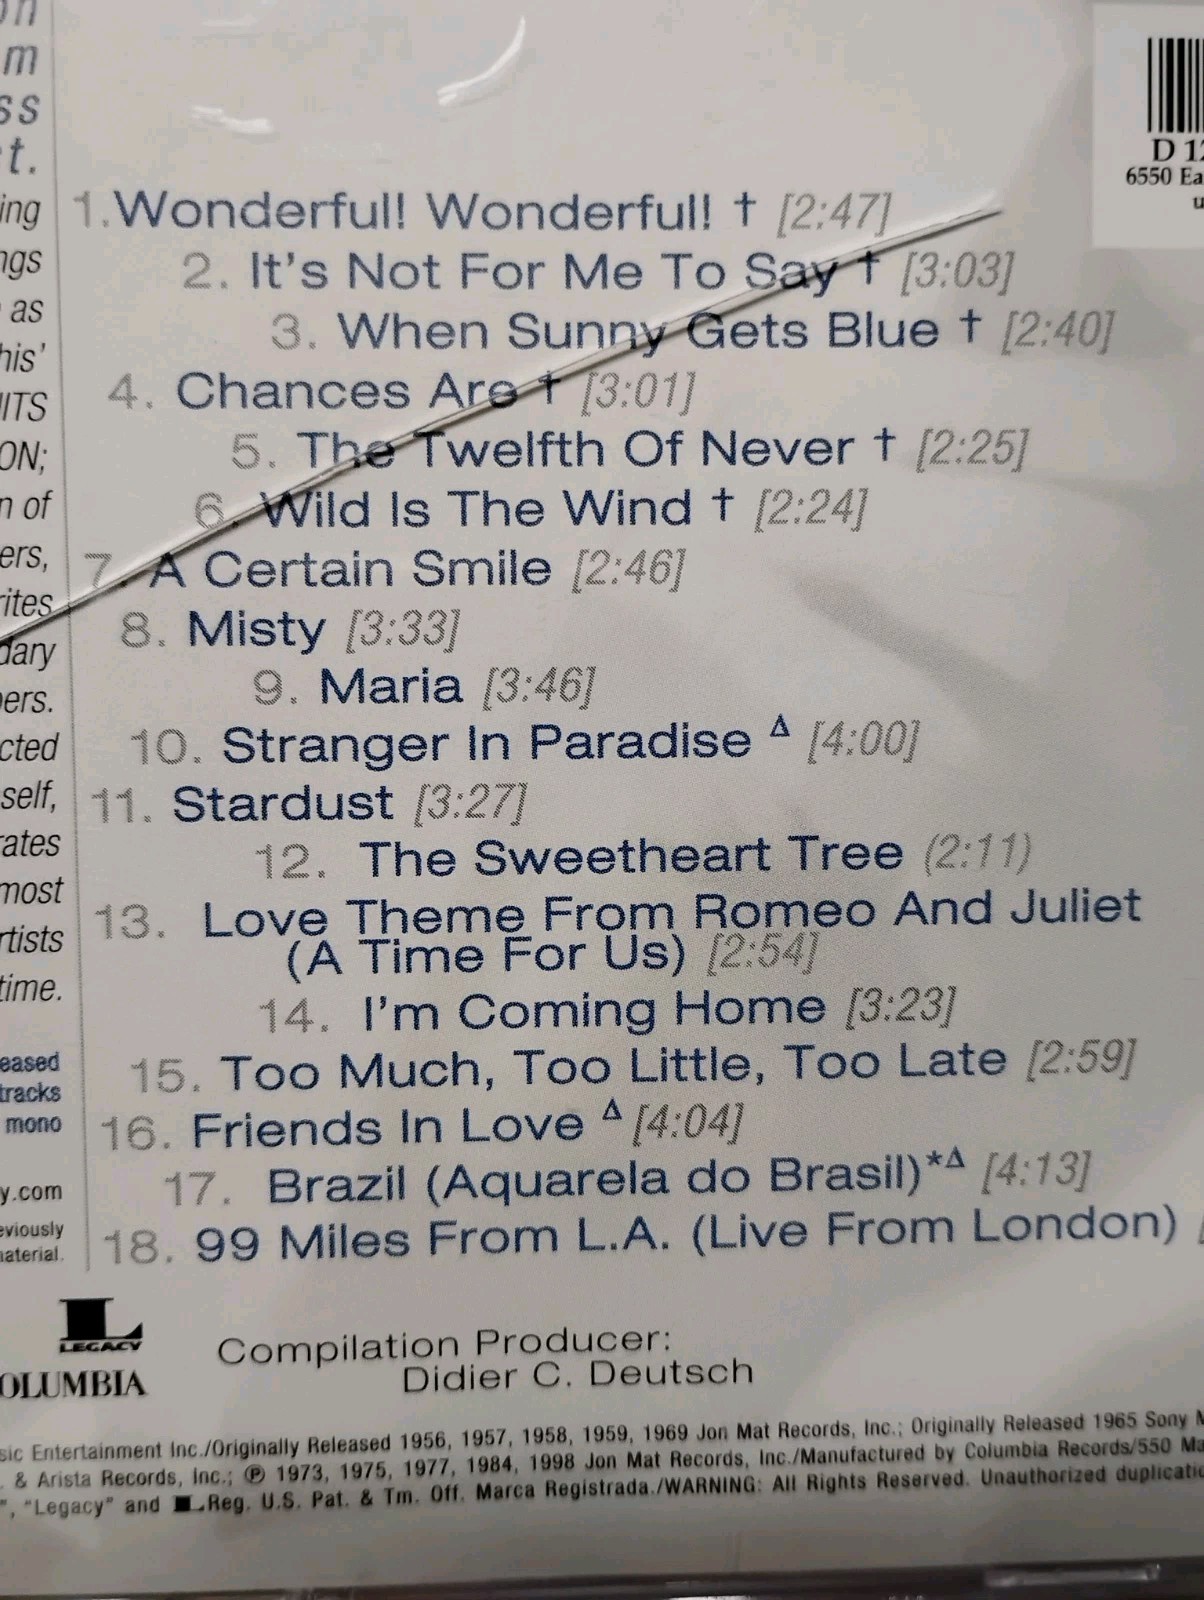 m
ss
t.
ing
ngs
as
his'
HITS
ON;
n of
ers,
rites
dary
bers.
cted
self,
rates
most
rtists
time.
eased
tracks
mono
y.com
eviously
material.
D 12
6550 Ea
u
1. Wonderful! Wonderful! † [2:47]
2. It's Not For Me To Say † [3:03]
3. When Sunny Gets Blue † [2:40]
4. Chances Are † [3:01]
5. The Twelfth Of Never † [2:25]
6. Wild Is The Wind † [2:24]
7. A Certain Smile [2:46]
8. Misty [3:33]
9. Maria [3:46]
10. Stranger In Paradise Δ [4:00]
11. Stardust [3:27]
12. The Sweetheart Tree (2:11)
13. Love Theme From Romeo And Juliet
(A Time For Us) [2:54]
14. I'm Coming Home [3:23]
15. Too Much, Too Little, Too Late [2:59]
16. Friends In Love Δ [4:04]
17. Brazil (Aquarela do Brasil)*Δ [4:13]
18. 99 Miles From L.A. (Live From London)
L
LEGACY
OLUMBIA
Compilation Producer:
Didier C. Deutsch
sic Entertainment Inc./Originally Released 1956, 1957, 1958, 1959, 1969 Jon Mat Records, Inc.; Originally Released 1965 Sony M
. & Arista Records, Inc.; ℗ 1973, 1975, 1977, 1984, 1998 Jon Mat Records, Inc./Manufactured by Columbia Records/550 Ma
", "Legacy" and L Reg. U.S. Pat. & Tm. Off. Marca Registrada./WARNING: All Rights Reserved. Unauthorized duplicatio